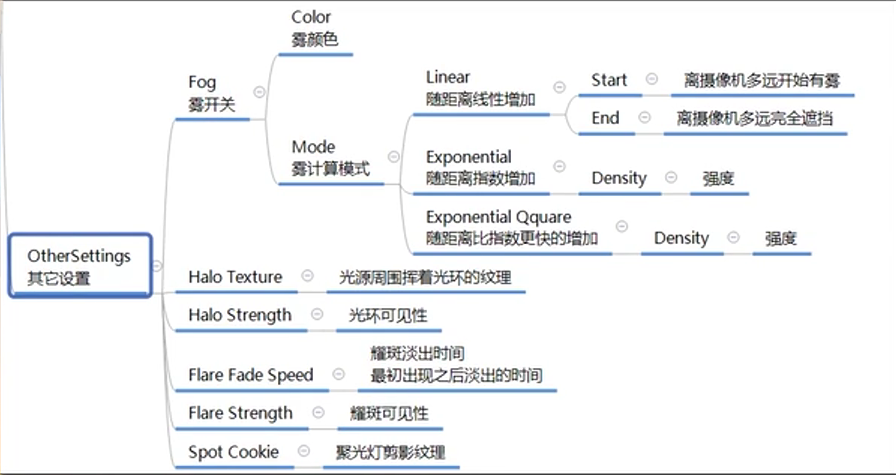 OtherSettings
其它设置
Fog
雾开关
Color
雾颜色
Mode
雾计算模式
Linear
随距离线性增加
Start
离摄像机多远开始有雾
End
离摄像机多远完全遮挡
Exponential
随距离指数增加
Density
强度
Exponential Qquare
随距离比指数更快的增加
Density
强度
Halo Texture
光源周围挥着光环的纹理
Halo Strength
光环可见性
Flare Fade Speed
耀斑淡出时间
最初出现之后淡出的时间
Flare Strength
耀斑可见性
Spot Cookie
聚光灯剪影纹理